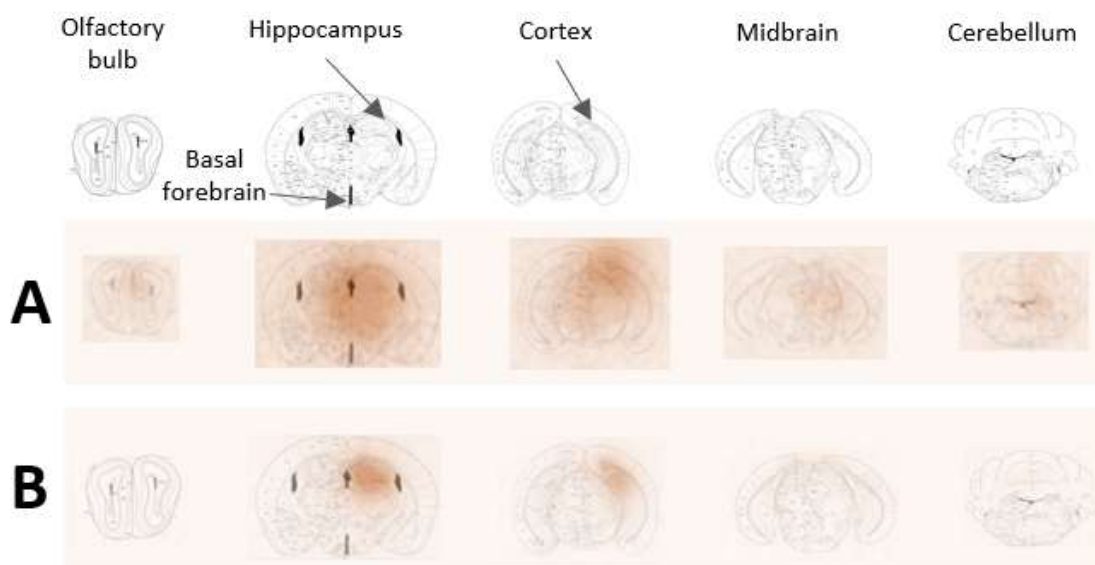 Olfactory
bulb
Hippocampus
Cortex
Midbrain
Cerebellum
Basal
forebrain
A
B